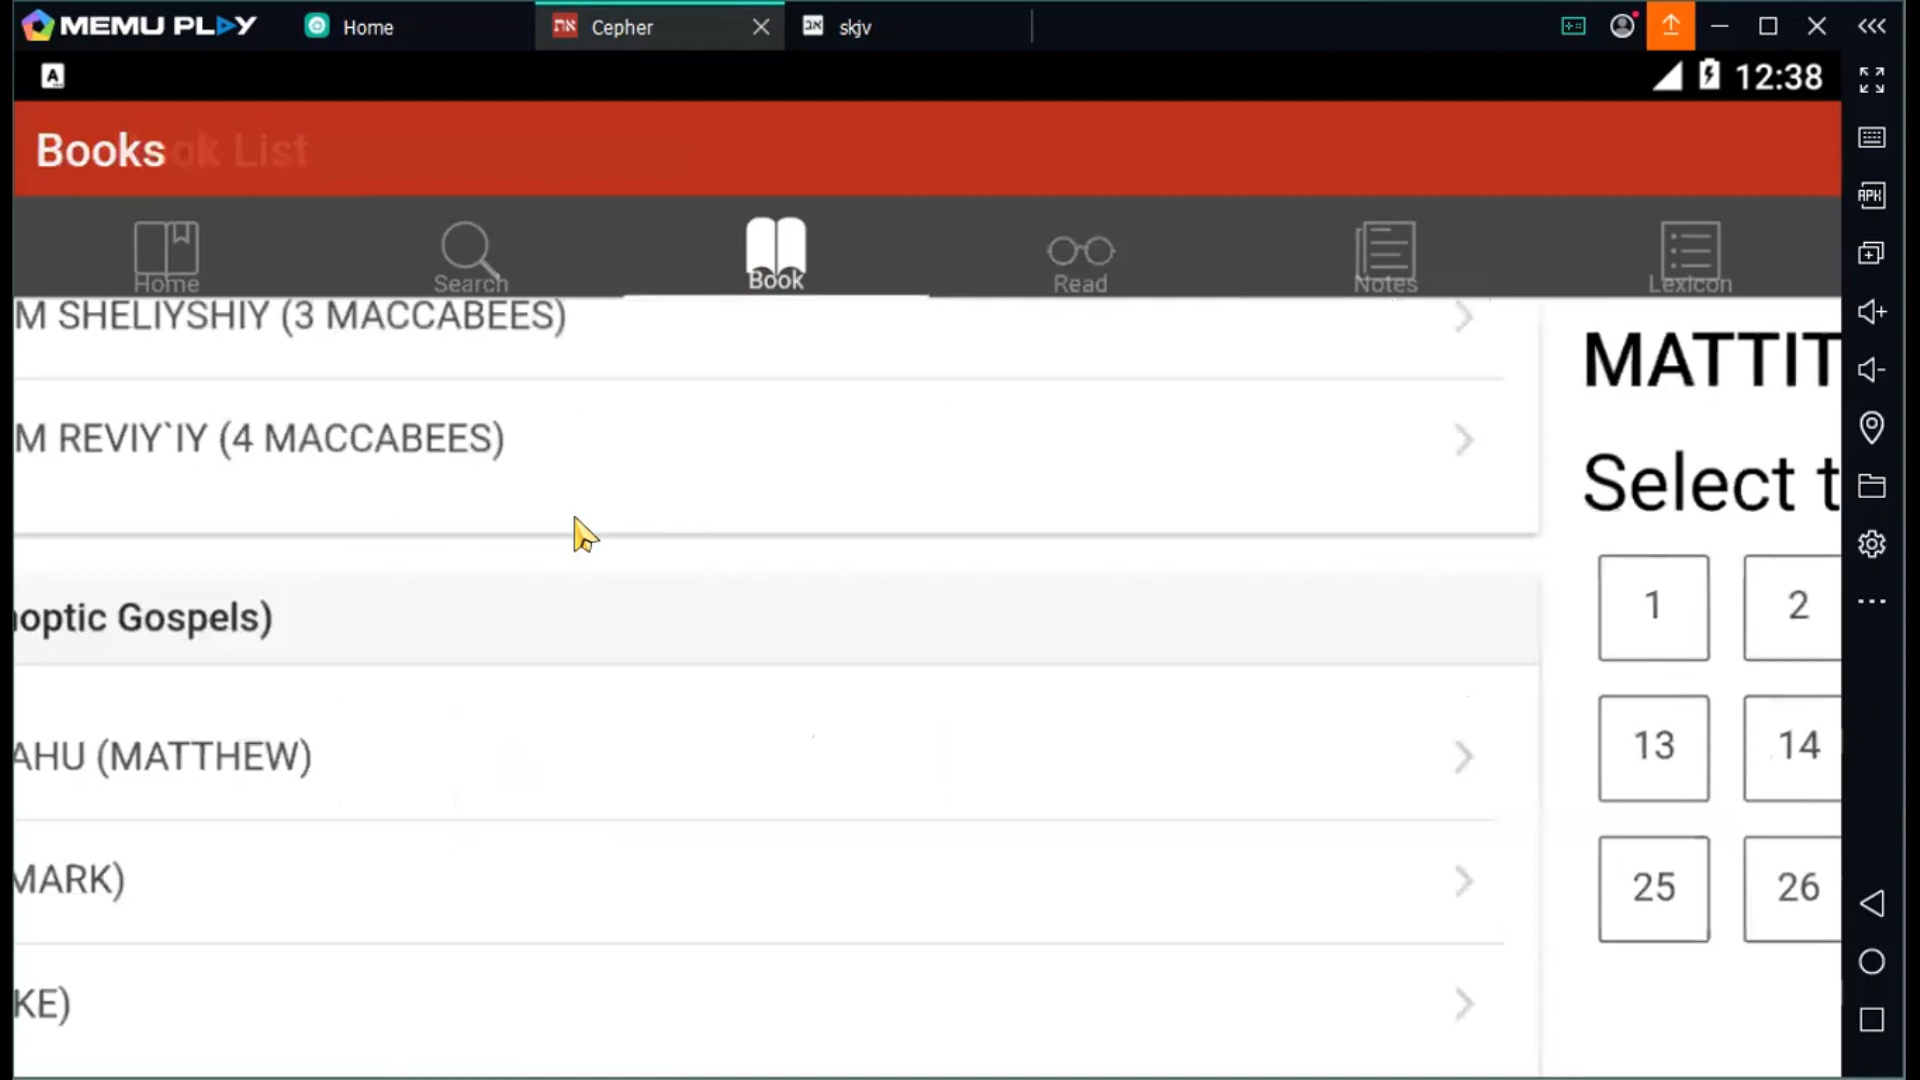 MEMU PLAY
Home
Cepher
skjv
A
12:38
Books
ok List
Home
Search
Book
Read
Notes
Lexicon
M SHELIYSHIY (3 MACCABEES)
M REVIY`IY (4 MACCABEES)
optic Gospels)
AHU (MATTHEW)
MARK)
KE)
MATTIT
Select t
1
2
13
14
25
26
APK